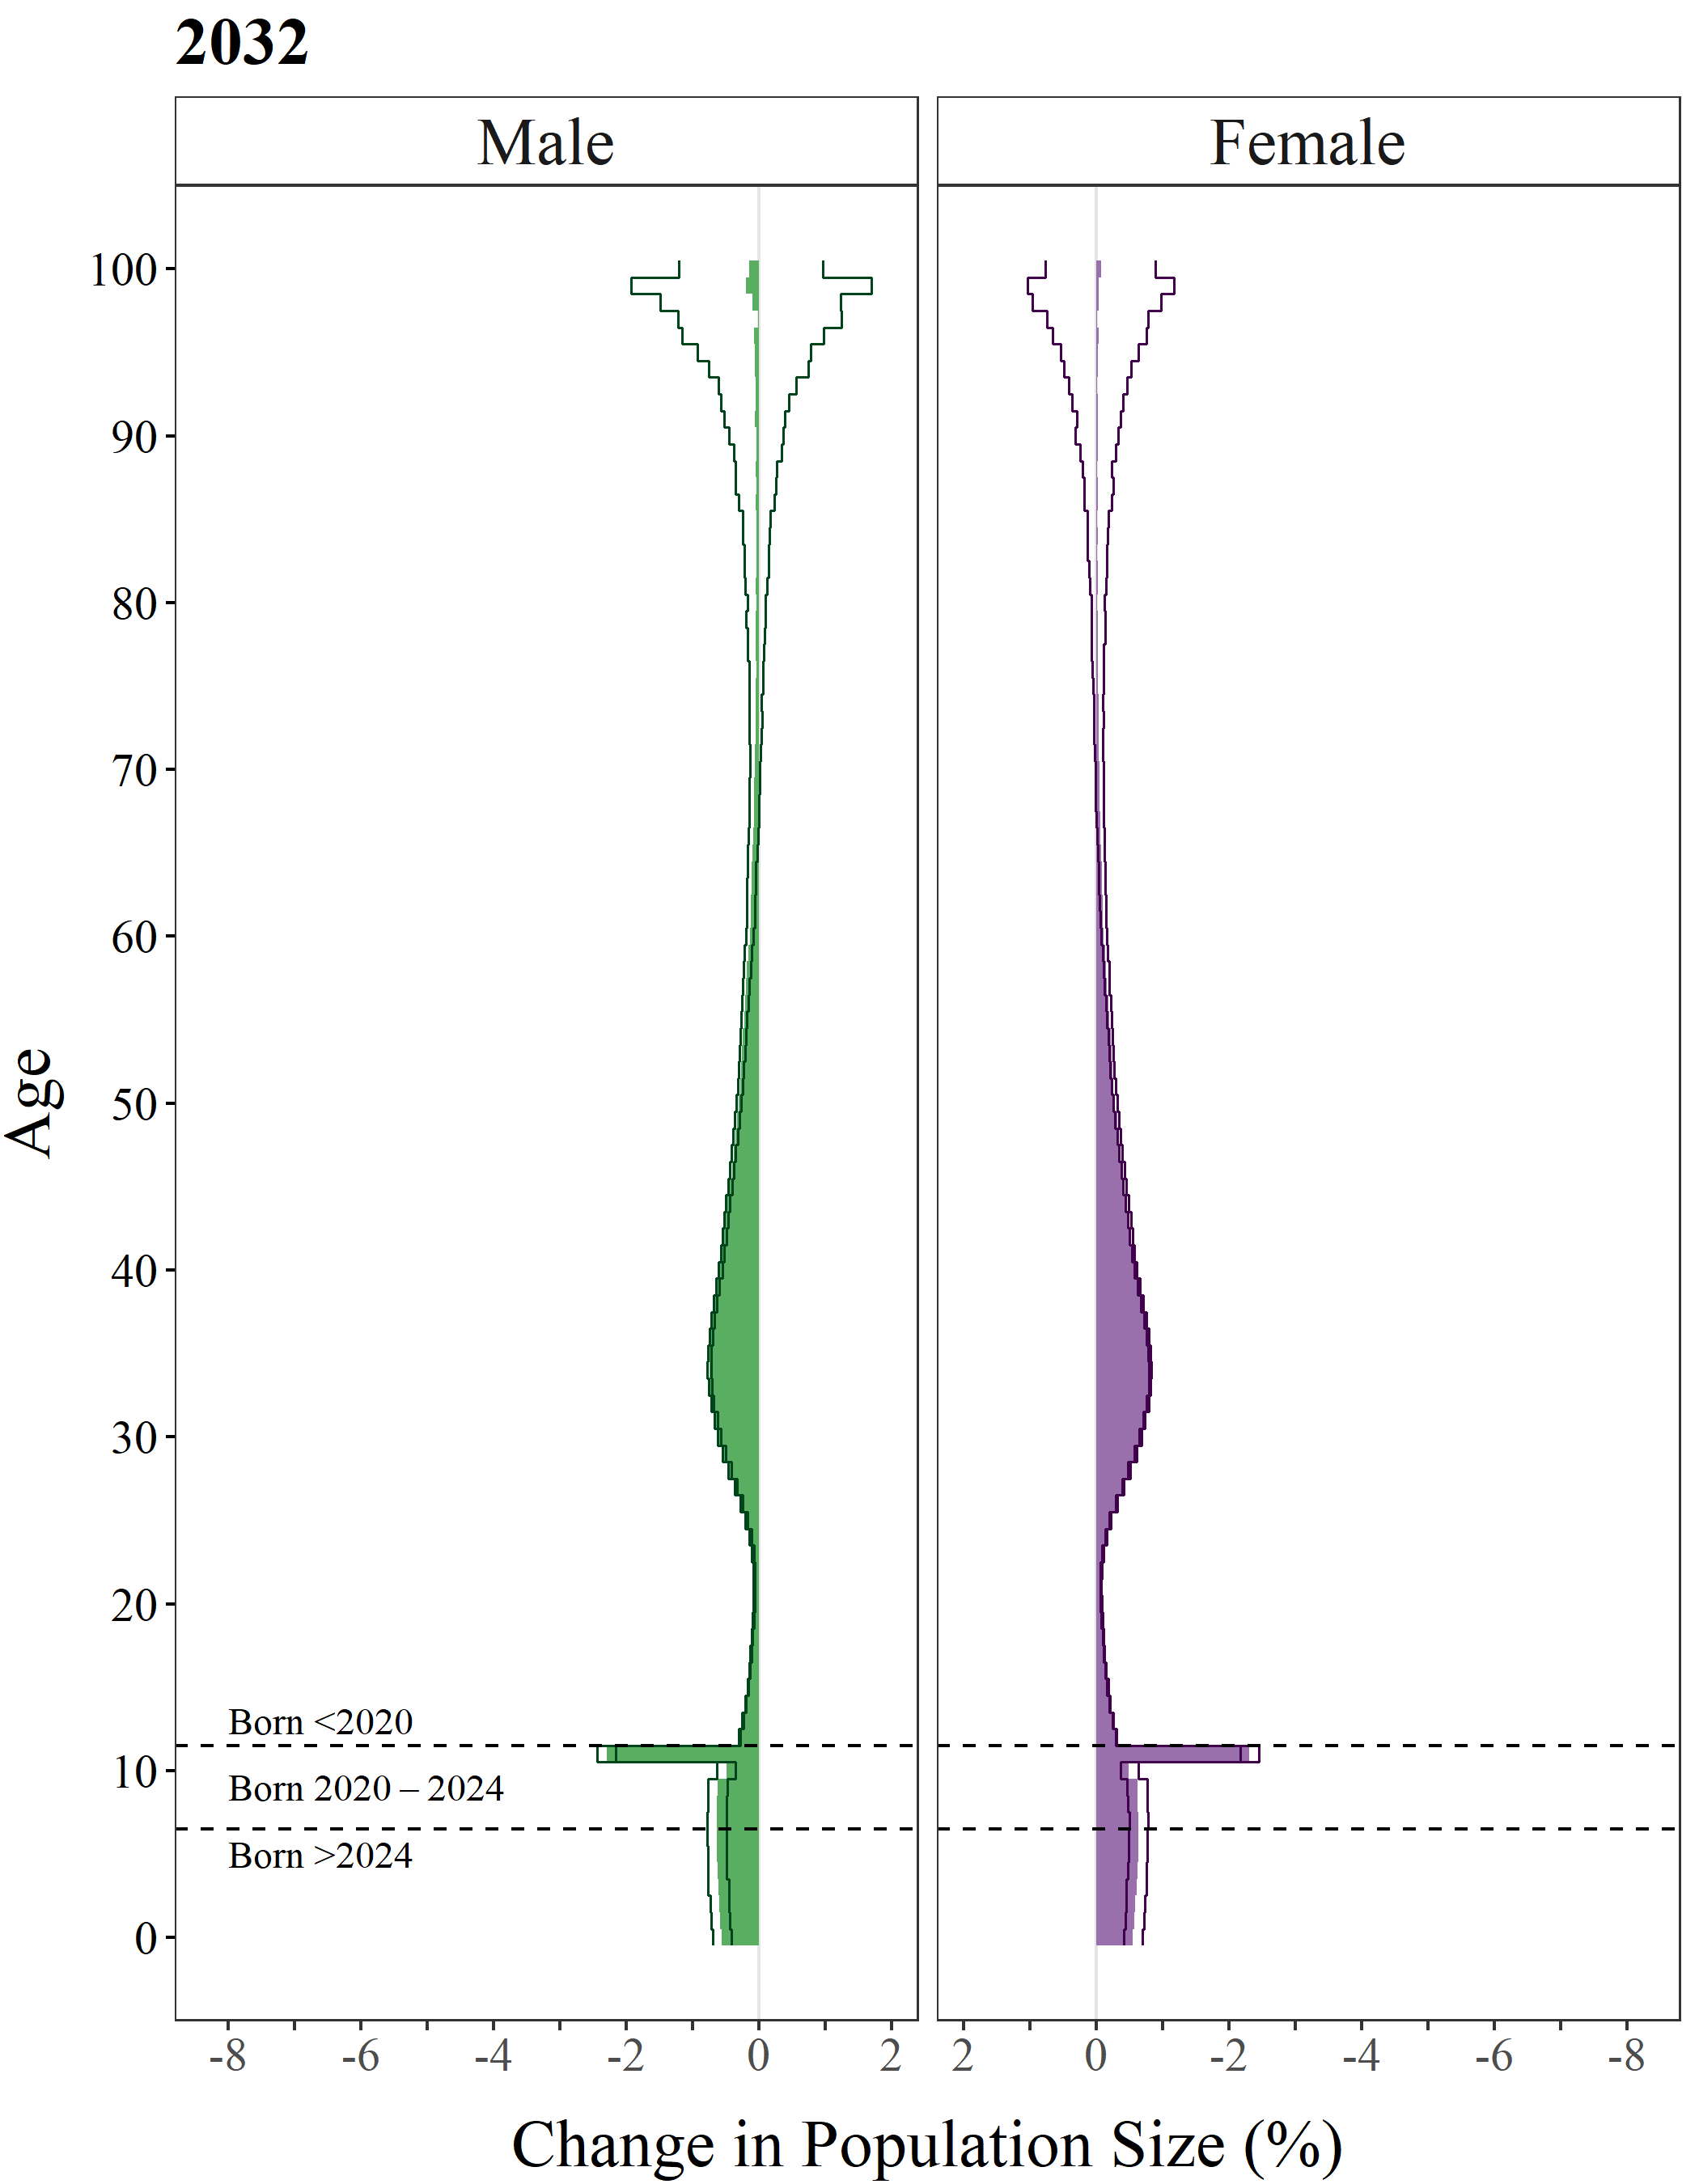 2032
Male
Female
100
90
80
70
60
50
40
30
20
10
0
Age
Born <2020
Born 2020 – 2024
Born >2024
-8 -6 -4 -2 0 2
2 0 -2 -4 -6 -8
Change in Population Size (%)